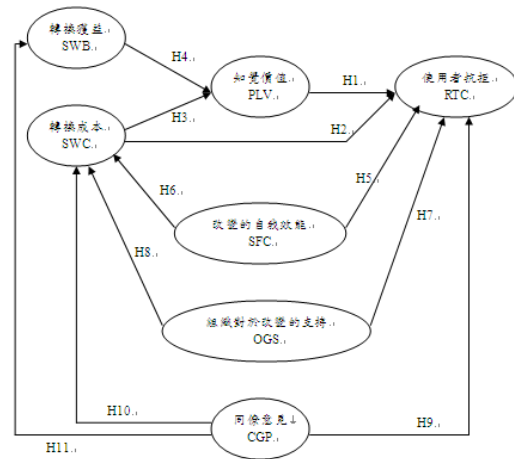 轉換獲益
SWB
H4
知覺價值
PLV
H1
使用者抗拒
RTC
H3
轉換成本
SWC
H2
H6
H5
H7
改變的自我效能
SFC
H8
組織對於改變的支持
OGS
H10
同儕意見↓
CGP
H9
H11